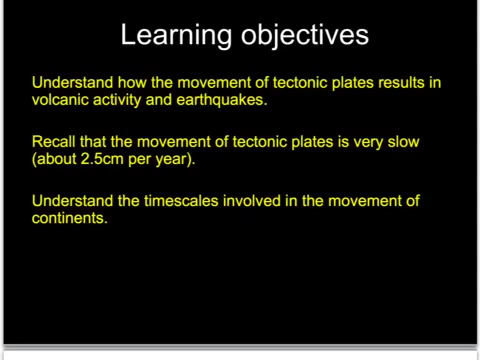 Learning objectives
Understand how the movement of tectonic plates results in
volcanic activity and earthquakes.
Recall that the movement of tectonic plates is very slow
(about 2.5cm per year).
Understand the timescales involved in the movement of
continents.